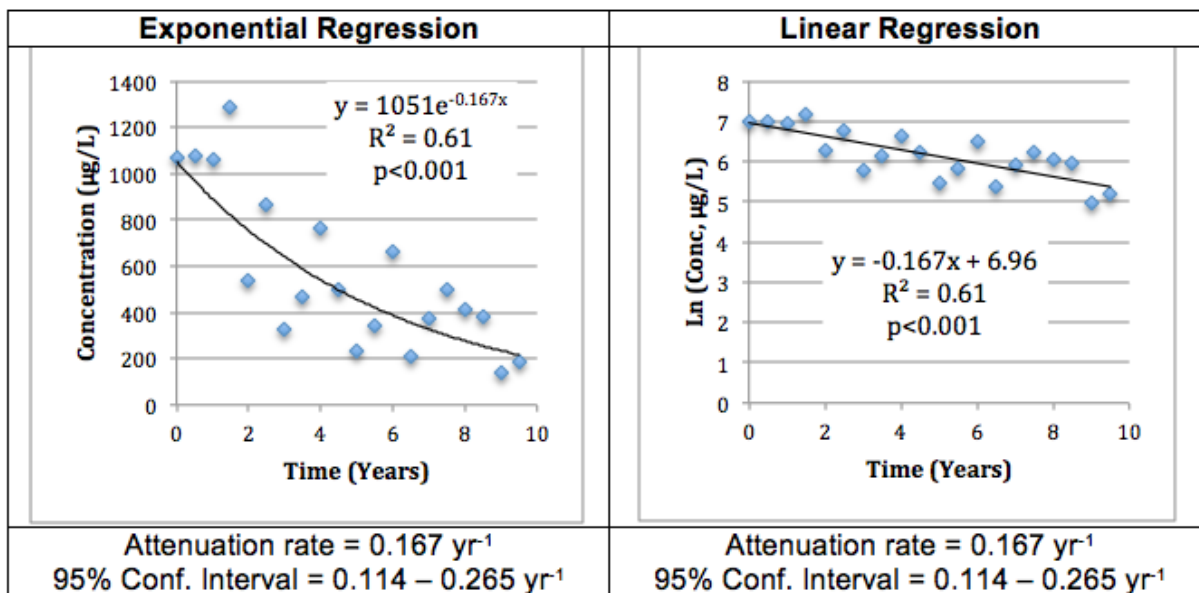 Exponential Regression
1400
1200
1000
800
600
400
200
0
0 2 4 6 8 10
Concentration (µg/L)
Time (Years)
y = 1051e⁻⁰·¹⁶⁷ˣ
R² = 0.61
p<0.001
Attenuation rate = 0.167 yr⁻¹
95% Conf. Interval = 0.114 – 0.265 yr⁻¹
Linear Regression
8
7
6
5
4
3
2
1
0
0 2 4 6 8 10
Ln (Conc, µg/L)
Time (Years)
y = -0.167x + 6.96
R² = 0.61
p<0.001
Attenuation rate = 0.167 yr⁻¹
95% Conf. Interval = 0.114 – 0.265 yr⁻¹